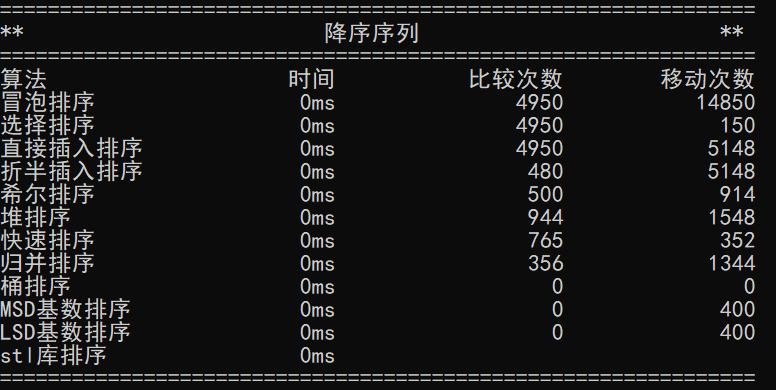 ================================================================
** 降序序列 **
================================================================
算法 时间 比较次数 移动次数
冒泡排序 0ms 4950 14850
选择排序 0ms 4950 150
直接插入排序 0ms 4950 5148
折半插入排序 0ms 480 5148
希尔排序 0ms 500 914
堆排序 0ms 944 1548
快速排序 0ms 765 352
归并排序 0ms 356 1344
桶排序 0ms 0 0
MSD基数排序 0ms 0 400
LSD基数排序 0ms 0 400
stl库排序 0ms
================================================================